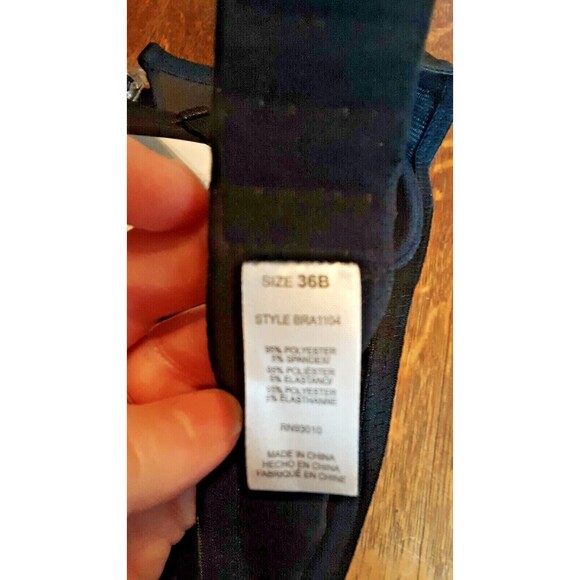 SIZE 36B
STYLE BRA1104
95% POLYESTER
5% SPANDEX/
95% POLIÉSTER
5% ELASTANO/
95% POLYESTER
5% ÉLASTHANNE
RN93010
MADE IN CHINA
HECHO EN CHINA
FABRIQUÉ EN CHINE